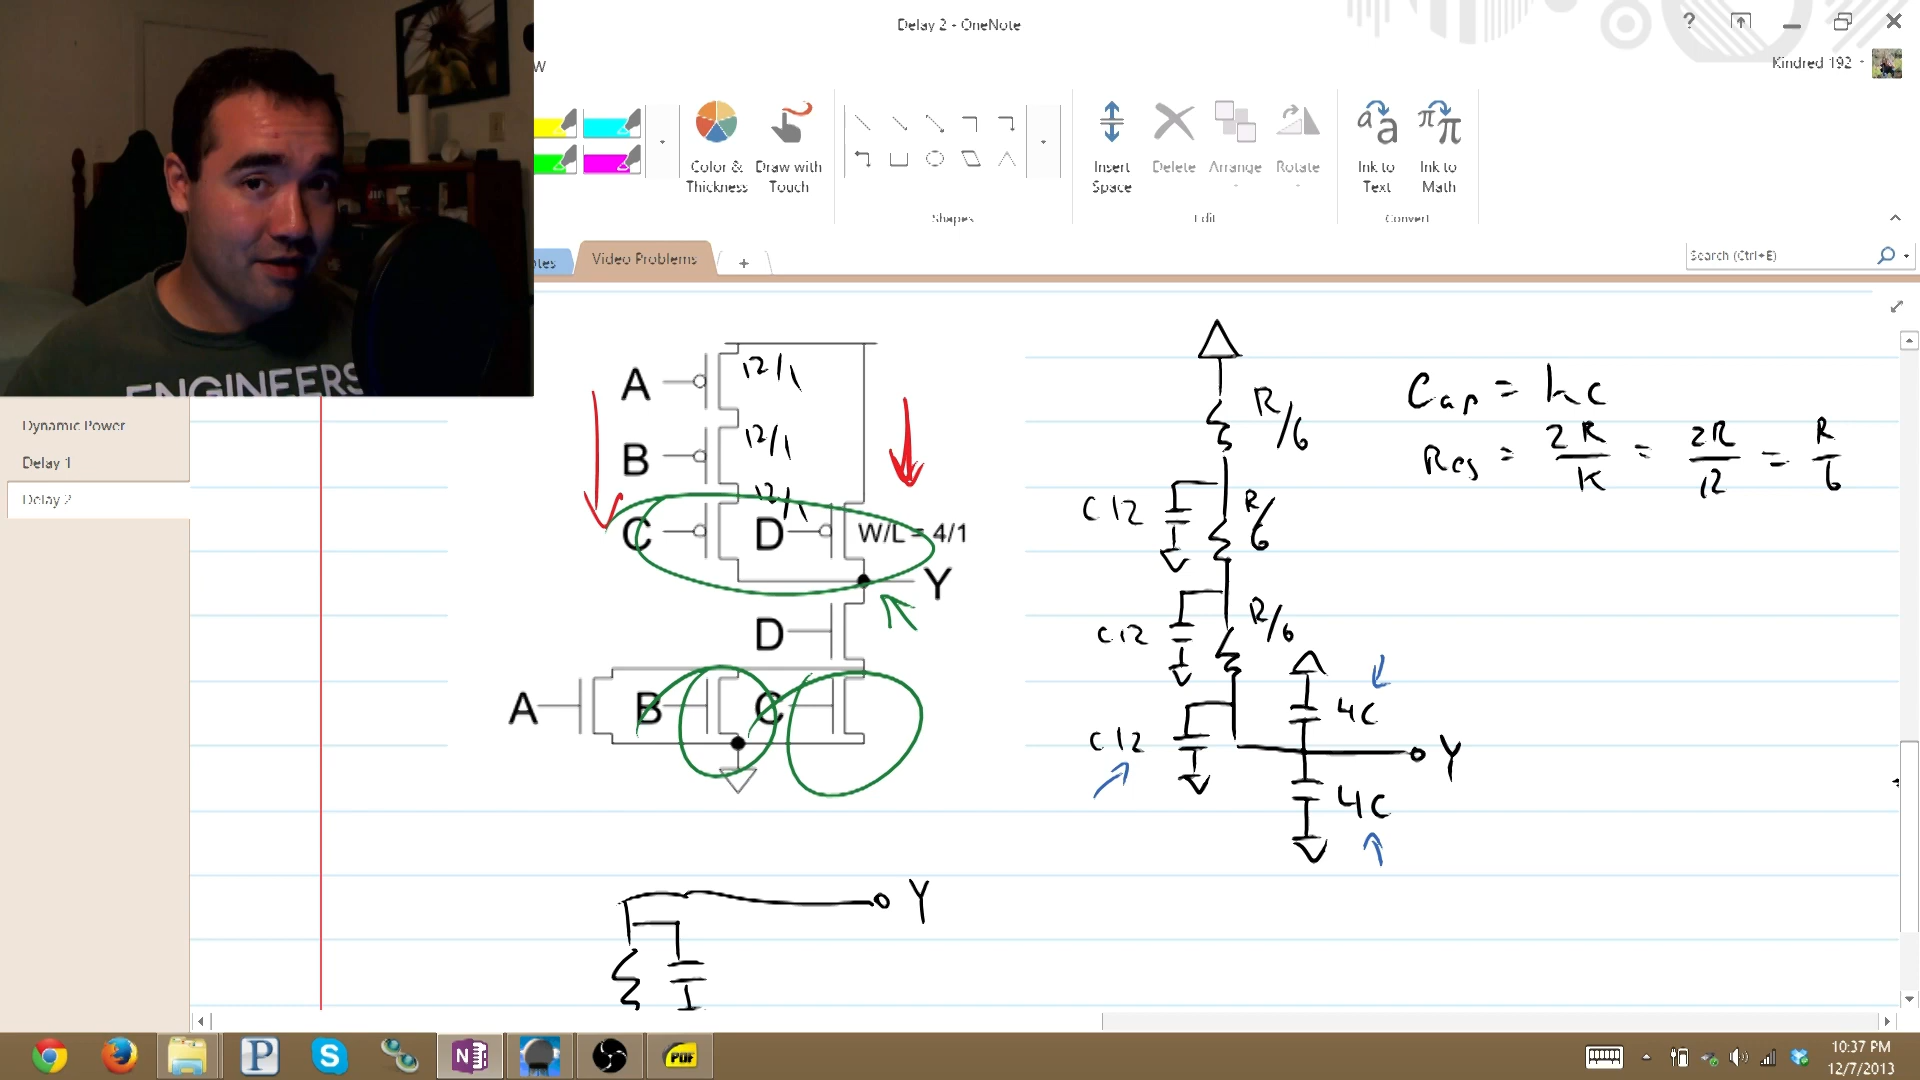 Delay 2 - OneNote
?
Kindred 192
W
Color &
Thickness
Draw with
Touch
Insert
Space
Delete
Arrange
Rotate
Ink to
Text
Ink to
Math
Shapes
Edit
Convert
otes
Video Problems
+
Search (Ctrl+E)
ENGINEERS
Dynamic Power
Delay 1
Delay 2
A
12/1
B
12/1
12/1
C
D
W/L = 4/1
Y
D
A
B
C
R/6
C12
R/6
C12
R/6
C12
4C
Y
4C
Cap = kC
Res = 2R/K = 2R/12 = R/6
Y
P
S
N
PDF
10:37 PM
12/7/2013